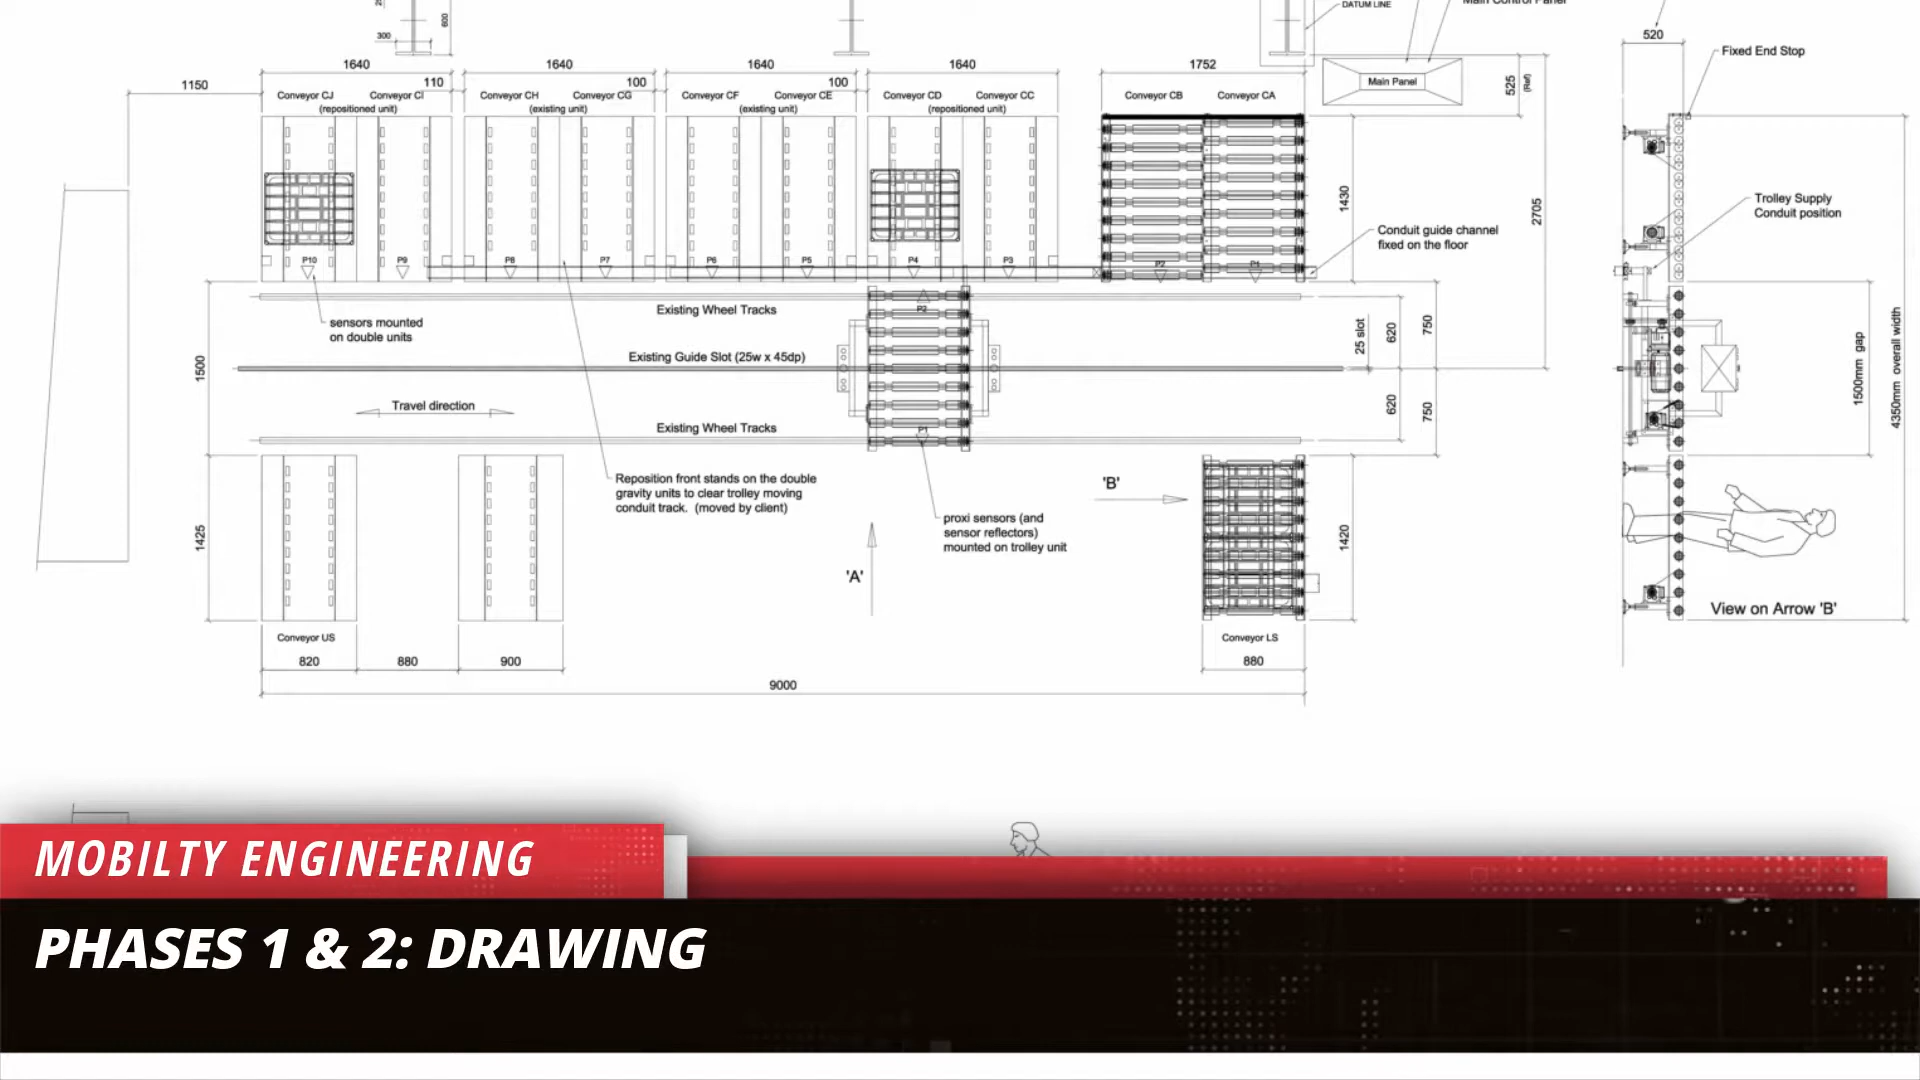 600
300
DATUM LINE
520
Fixed End Stop
1640
1640
1640
1640
1752
1150
110
100
100
Main Panel
525
(Ref)
Conveyor CJ
Conveyor CI
(repositioned unit)
Conveyor CH
Conveyor CG
(existing unit)
Conveyor CF
Conveyor CE
(existing unit)
Conveyor CD
Conveyor CC
(repositioned unit)
Conveyor CB
Conveyor CA
1430
2705
Trolley Supply
Conduit position
Conduit guide channel
fixed on the floor
P10
P9
P8
P7
P6
P5
P4
P3
P2
P1
Existing Wheel Tracks
P2
sensors mounted
on double units
Existing Guide Slot (25w x 45dp)
25 slot
620
750
1500
1500mm gap
4350mm overall width
Travel direction
620
750
Existing Wheel Tracks
P1
Reposition front stands on the double
gravity units to clear trolley moving
conduit track. (moved by client)
'B'
proxi sensors (and
sensor reflectors)
mounted on trolley unit
1425
1420
'A'
View on Arrow 'B'
Conveyor US
Conveyor LS
820
880
900
880
9000
MOBILTY ENGINEERING
PHASES 1 & 2: DRAWING